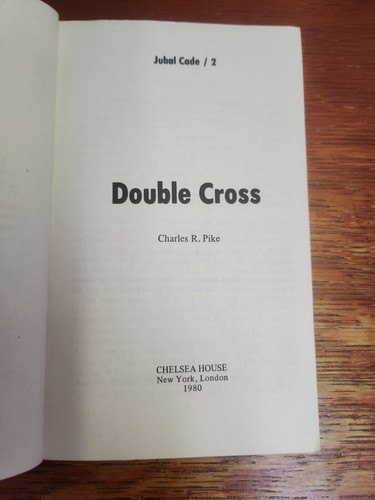 Jubal Cade / 2
Double Cross
Charles R. Pike
CHELSEA HOUSE
New York, London
1980